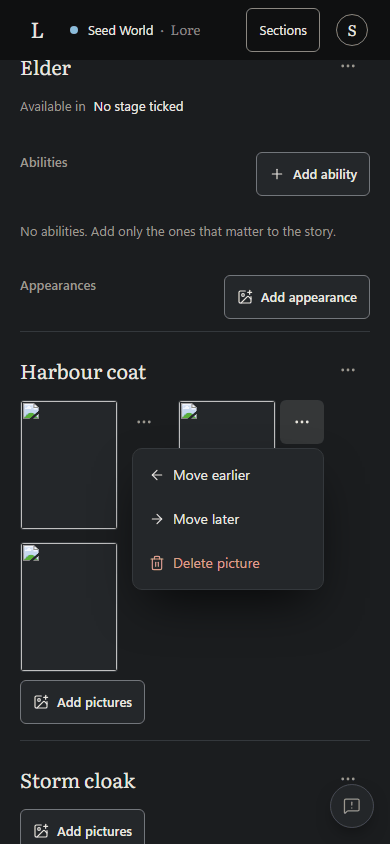 L
Seed World · Lore
Sections
S
Elder
Available in No stage ticked
Abilities
Add ability
No abilities. Add only the ones that matter to the story.
Appearances
Add appearance
Harbour coat
Move earlier
Move later
Delete picture
Add pictures
Storm cloak
Add pictures